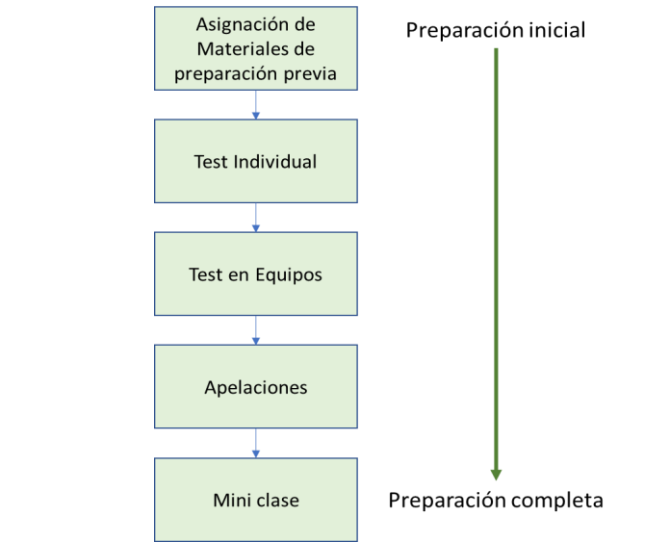 Asignación de
Materiales de
preparación previa
Preparación inicial
Test Individual
Test en Equipos
Apelaciones
Mini clase
Preparación completa